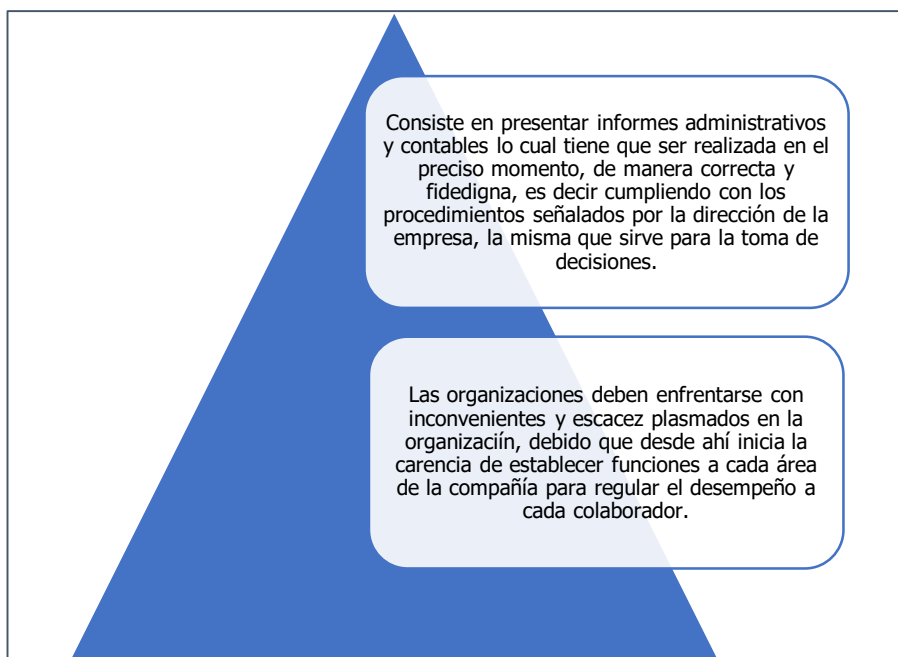 Consiste en presentar informes administrativos
y contables lo cual tiene que ser realizada en el
preciso momento, de manera correcta y
fidedigna, es decir cumpliendo con los
procedimientos señalados por la dirección de la
empresa, la misma que sirve para la toma de
decisiones.
Las organizaciones deben enfrentarse con
inconvenientes y escacez plasmados en la
organizaciín, debido que desde ahí inicia la
carencia de establecer funciones a cada área
de la compañía para regular el desempeño a
cada colaborador.